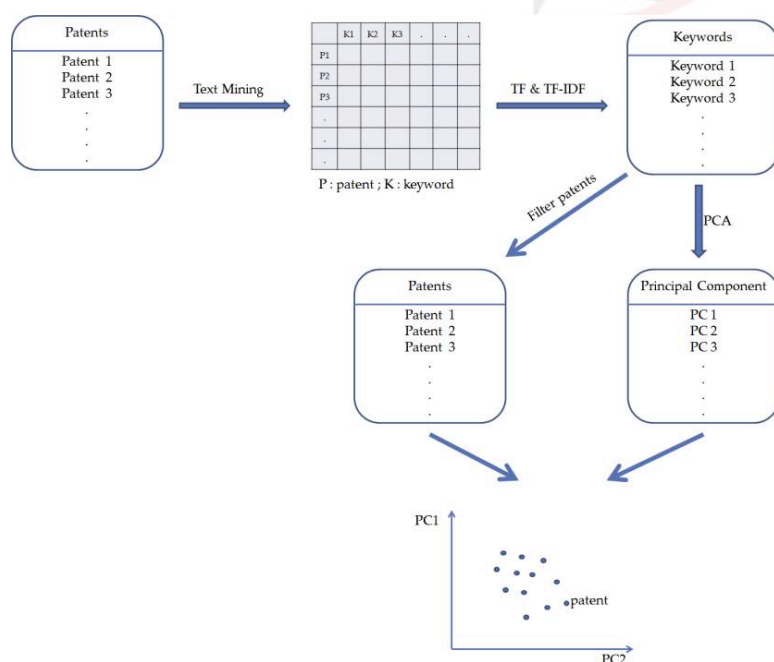 Patents
Patent 1
Patent 2
Patent 3
.
.
.
.
Text Mining
K1 K2 K3 . . .
P1
P2
P3
.
.
.
P : patent ; K : keyword
TF & TF-IDF
Keywords
Keyword 1
Keyword 2
Keyword 3
.
.
.
.
Filter patents
PCA
Patents
Patent 1
Patent 2
Patent 3
.
.
.
.
Principal Component
PC 1
PC 2
PC 3
.
.
.
.
PC1
patent
PC2